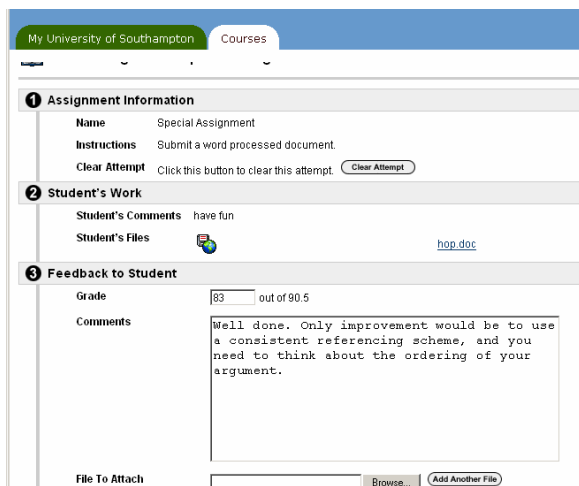 My University of Southampton Courses
1 Assignment Information
Name Special Assignment
Instructions Submit a word processed document.
Clear Attempt Click this button to clear this attempt. Clear Attempt
2 Student's Work
Student's Comments have fun
Student's Files hop.doc
3 Feedback to Student
Grade 83 out of 90.5
Comments Well done. Only improvement would be to use
a consistent referencing scheme, and you
need to think about the ordering of your
argument.
File To Attach Browse... Add Another File